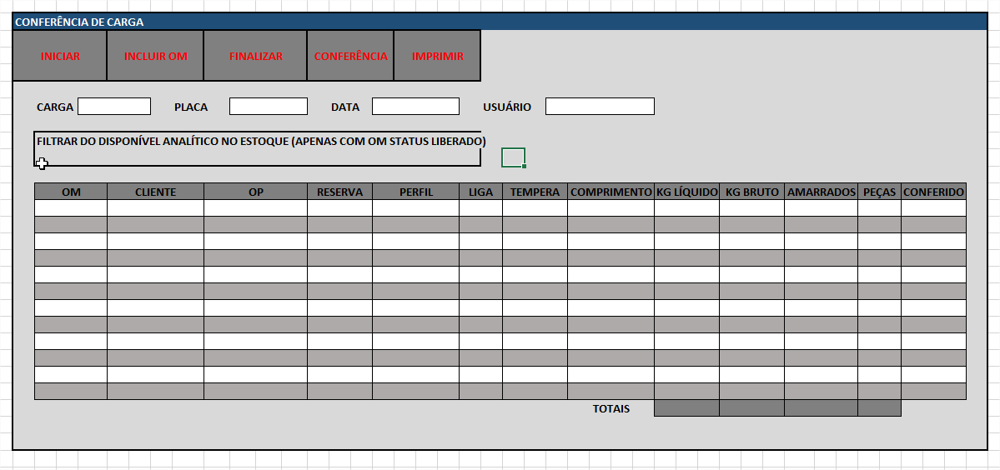 CONFERÊNCIA DE CARGA
INICIAR INCLUIR OM FINALIZAR CONFERÊNCIA IMPRIMIR
CARGA PLACA DATA USUÁRIO
FILTRAR DO DISPONÍVEL ANALÍTICO NO ESTOQUE (APENAS COM OM STATUS LIBERADO)
OM CLIENTE OP RESERVA PERFIL LIGA TEMPERA COMPRIMENTO KG LÍQUIDO KG BRUTO AMARRADOS PEÇAS CONFERIDO
TOTAIS